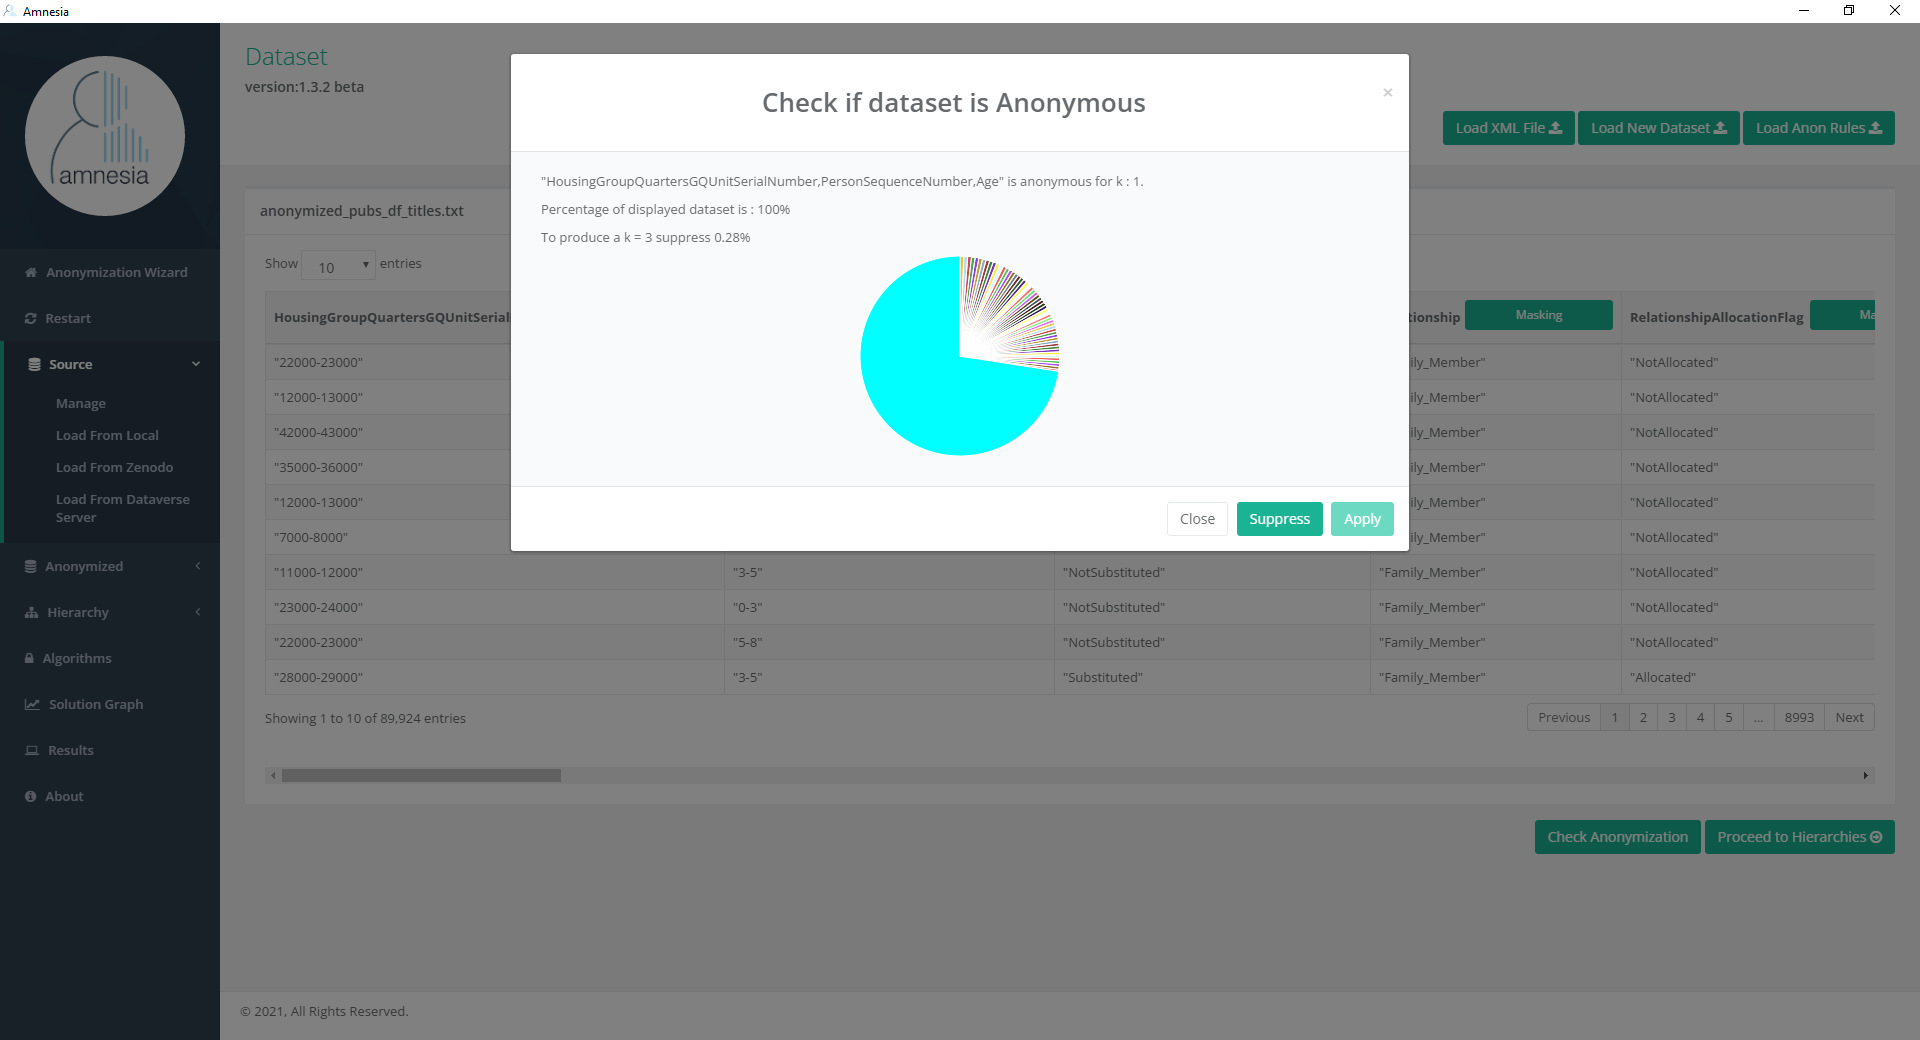 Amnesia
amnesia
Anonymization Wizard
Restart
Source
Manage
Load From Local
Load From Zenodo
Load From Dataverse
Server
Anonymized
Hierarchy
Algorithms
Solution Graph
Results
About
Dataset
version:1.3.2 beta
Load XML File
Load New Dataset
Load Anon Rules
anonymized_pubs_df_titles.txt
Show 10 entries
HousingGroupQuartersGQUnitSerial
tionship Masking RelationshipAllocationFlag Ma
"22000-23000" ily_Member" "NotAllocated"
"12000-13000" ily_Member" "NotAllocated"
"42000-43000" ily_Member" "NotAllocated"
"35000-36000" ily_Member" "NotAllocated"
"12000-13000" ily_Member" "NotAllocated"
"7000-8000" ily_Member" "NotAllocated"
"11000-12000" "3-5" "NotSubstituted" "Family_Member" "NotAllocated"
"23000-24000" "0-3" "NotSubstituted" "Family_Member" "NotAllocated"
"22000-23000" "5-8" "NotSubstituted" "Family_Member" "NotAllocated"
"28000-29000" "3-5" "Substituted" "Family_Member" "Allocated"
Showing 1 to 10 of 89,924 entries
Previous 1 2 3 4 5 ... 8993 Next
Check Anonymization
Proceed to Hierarchies
© 2021, All Rights Reserved.
Check if dataset is Anonymous
×
"HousingGroupQuartersGQUnitSerialNumber,PersonSequenceNumber,Age" is anonymous for k : 1.
Percentage of displayed dataset is : 100%
To produce a k = 3 suppress 0.28%
Close
Suppress
Apply